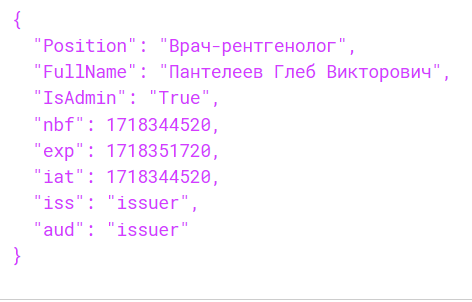 {
"Position": "Врач-рентгенолог",
"FullName": "Пантелеев Глеб Викторович",
"IsAdmin": "True",
"nbf": 1718344520,
"exp": 1718351720,
"iat": 1718344520,
"iss": "issuer",
"aud": "issuer"
}